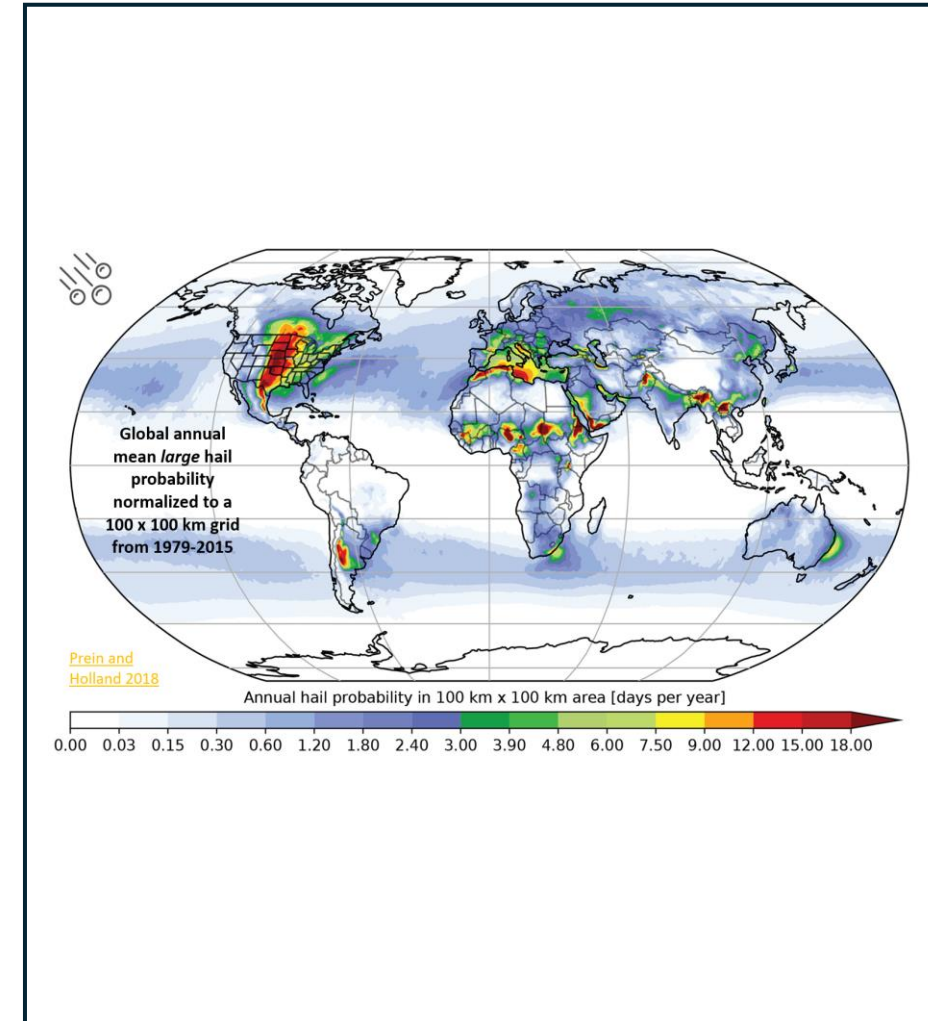 Global annual
mean large hail
probability
normalized to a
100 x 100 km grid
from 1979-2015
Prein and
Holland 2018
Annual hail probability in 100 km x 100 km area [days per year]
0.00 0.03 0.15 0.30 0.60 1.20 1.80 2.40 3.00 3.90 4.80 6.00 7.50 9.00 12.00 15.00 18.00